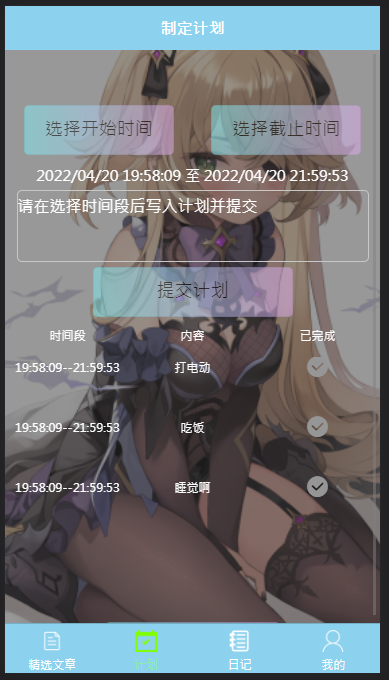 制定计划
选择开始时间 选择截止时间
2022/04/20 19:58:09 至 2022/04/20 21:59:53
请在选择时间段后写入计划并提交
提交计划
时间段 内容 已完成
19:58:09--21:59:53 打电动
19:58:09--21:59:53 吃饭
19:58:09--21:59:53 睡觉啊
精选文章 计划 日记 我的